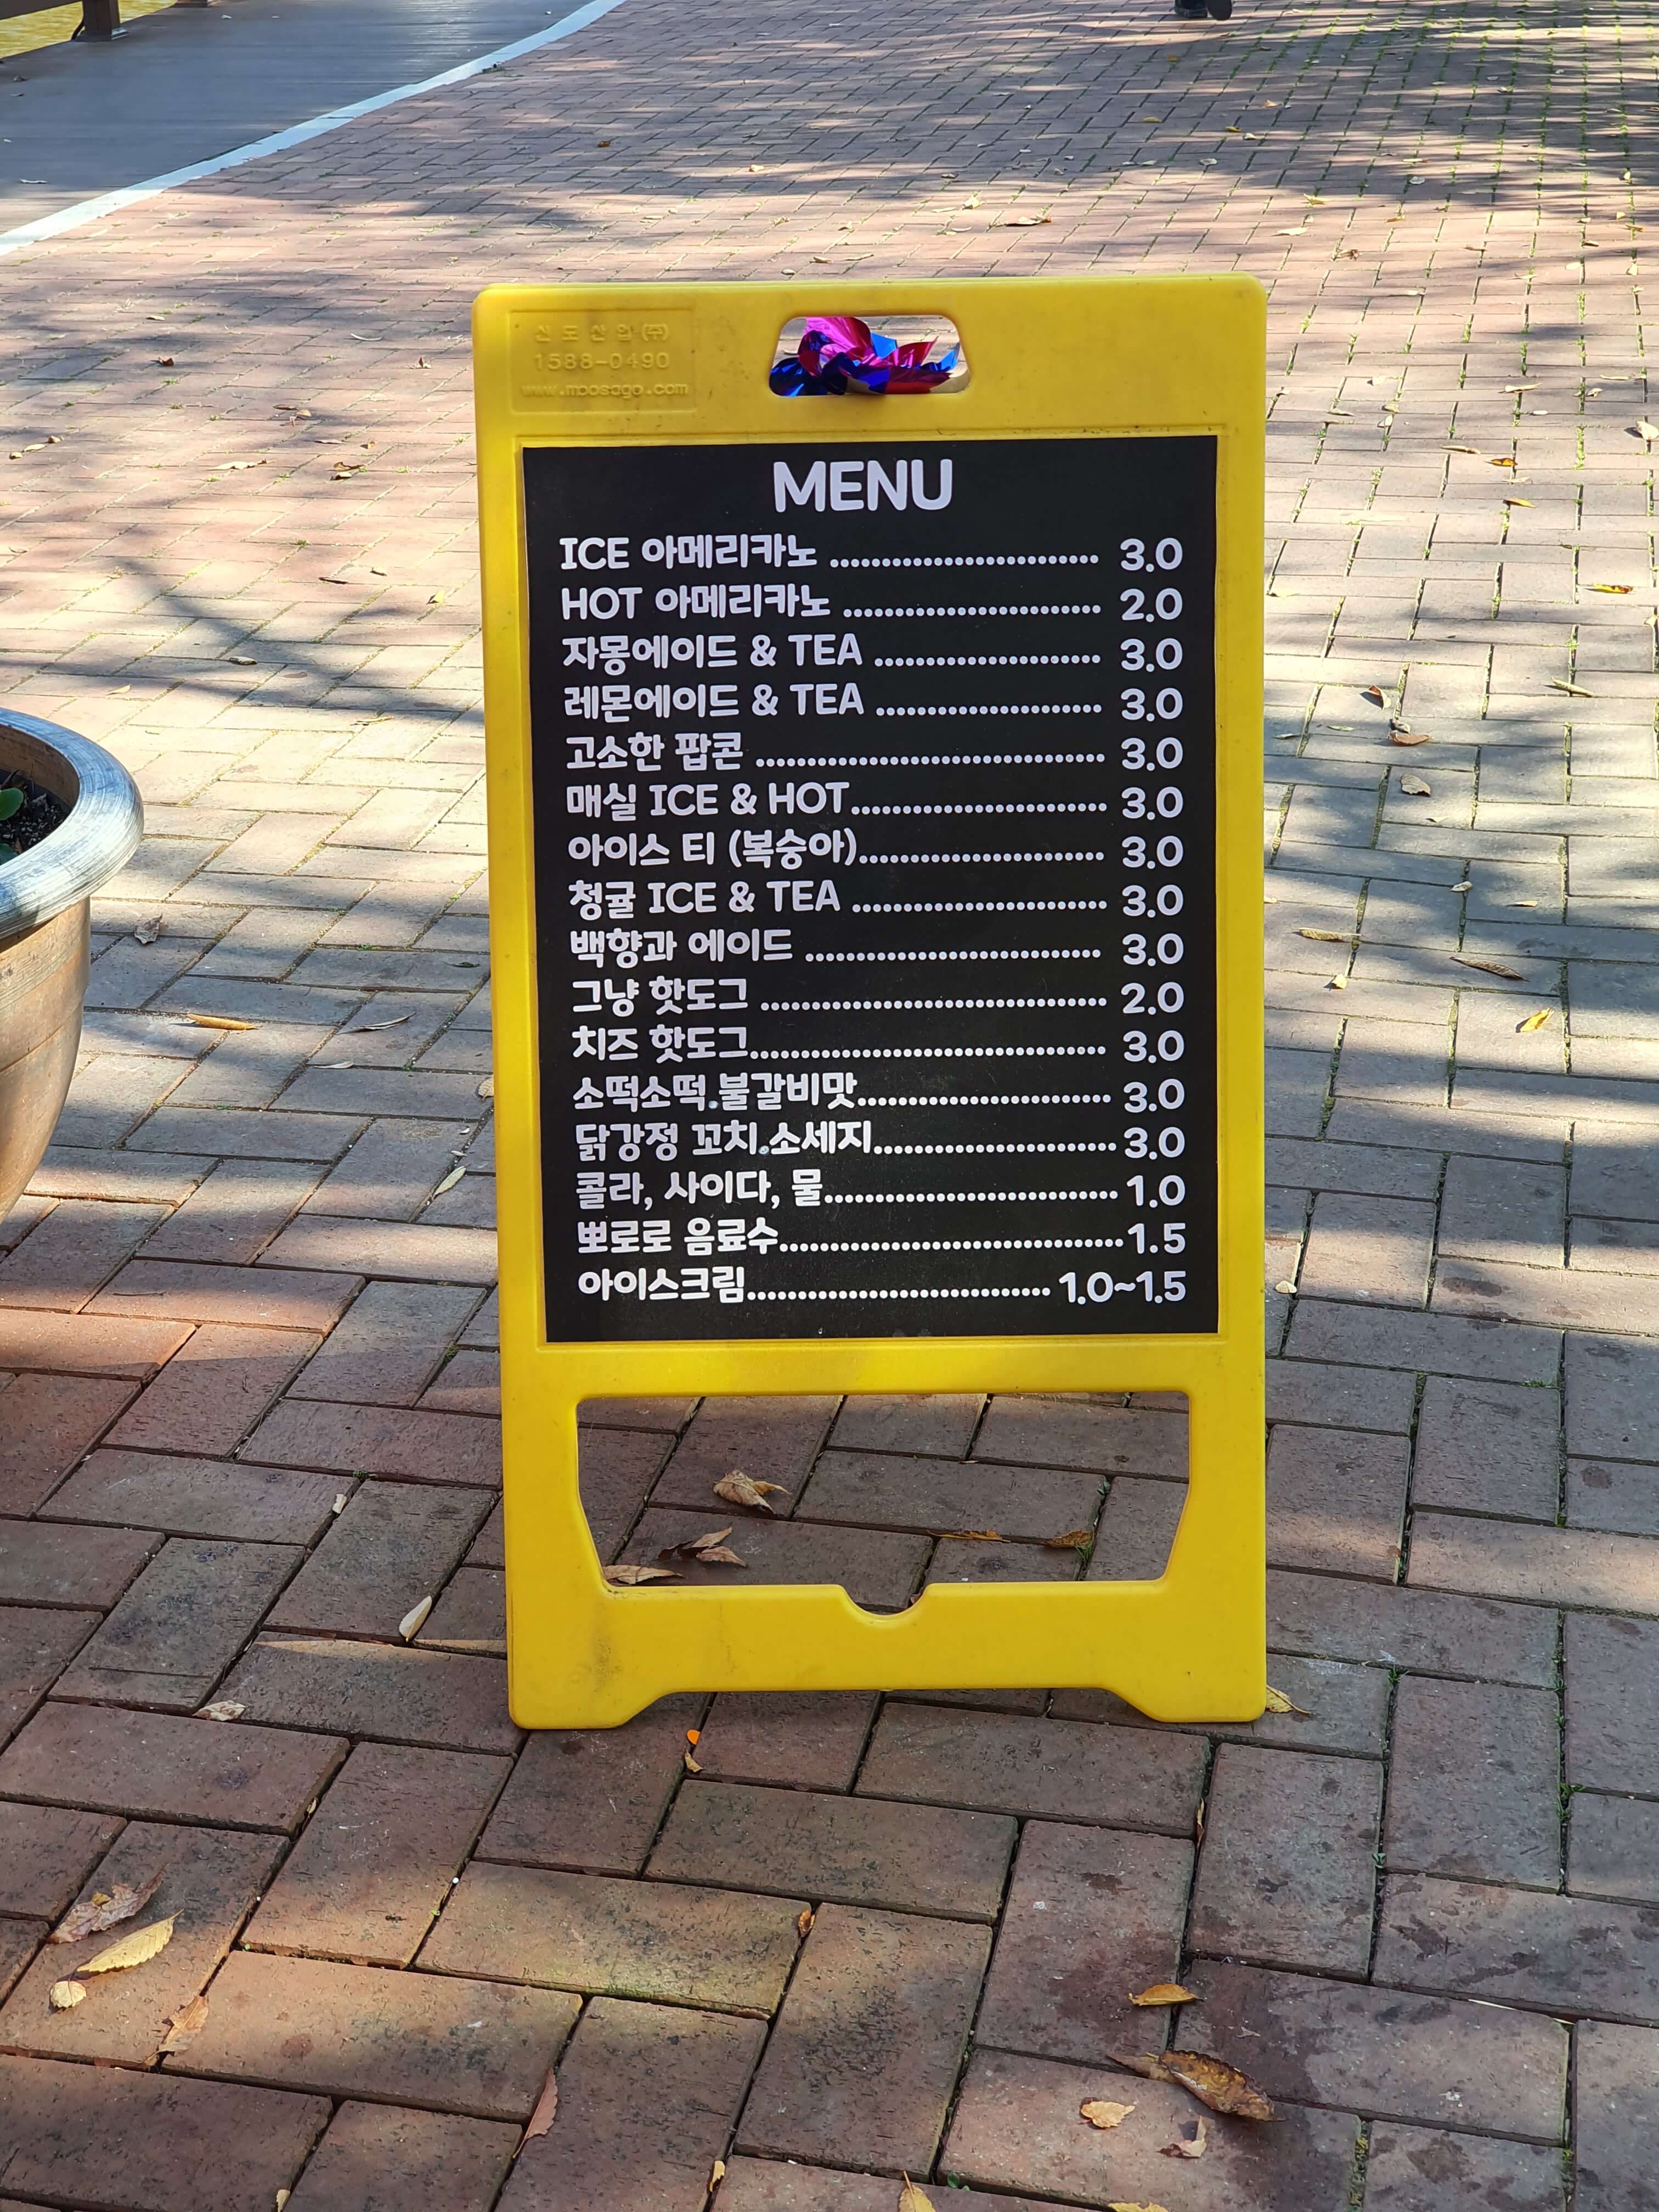 신도산업(주)
1588-0490
www.moosago.com
MENU
ICE 아메리카노 .......................... 3.0
HOT 아메리카노 ......................... 2.0
자몽에이드 & TEA ...................... 3.0
레몬에이드 & TEA ...................... 3.0
고소한 팝콘 .................................. 3.0
매실 ICE & HOT......................... 3.0
아이스 티 (복숭아)........................ 3.0
청귤 ICE & TEA ......................... 3.0
백향과 에이드 ............................. 3.0
그냥 핫도그 .................................. 2.0
치즈 핫도그................................... 3.0
소떡소떡.불갈비맛......................... 3.0
닭강정 꼬치.소세지........................ 3.0
콜라, 사이다, 물............................. 1.0
뽀로로 음료수.................................. 1.5
아이스크림.............................. 1.0~1.5